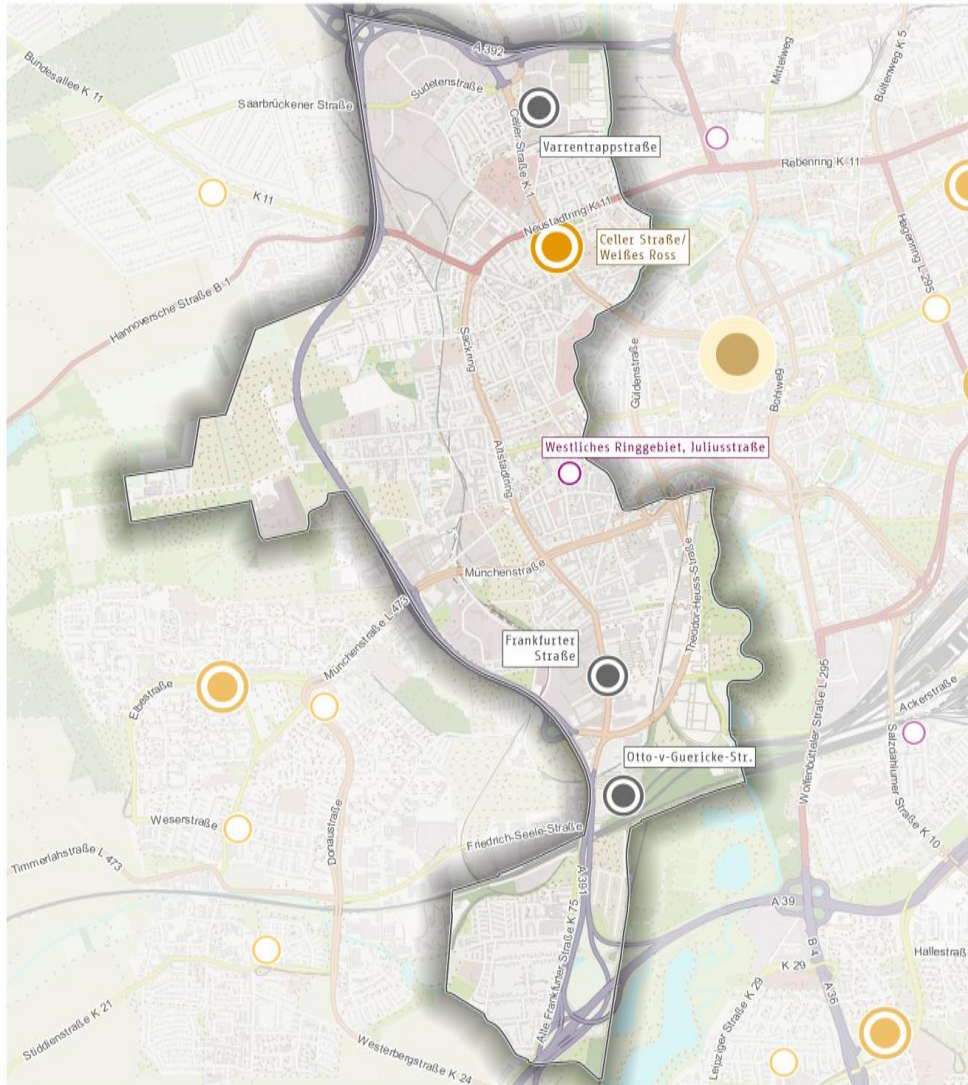 A 392
Mittelweg
Bültenweg K 5
Bundesallee K 11
Sudetenstraße
Saarbrückener Straße
Celler Straße K 1
Varrentrappstraße
Rebenring K 11
K 11
Neustadtring K 11
Hagenring L 295
Celler Straße/
Weißes Ross
Hannoversche Straße B 1
Sackring
Güldenstraße
Bohlweg
Altstadtring
Westliches Ringgebiet, Juliusstraße
Münchenstraße
Theodor-Heuss-Straße
Münchenstraße L 473
Frankfurter
Straße
Elbestraße
Wolfenbütteler Straße L 295
Ackerstraße
Salzdahlumer Straße K 10
Otto-v-Guericke-Str.
Weserstraße
Donaustraße
Friedrich-Seele-Straße
Timmerlahstraße L 473
A 391
A 39
B 4
Alte Frankfurter Straße K 75
Hallestraß
K 29
A 36
Leipziger Straße K 29
Stiddienstraße K 21
Westerbergstraße K 24